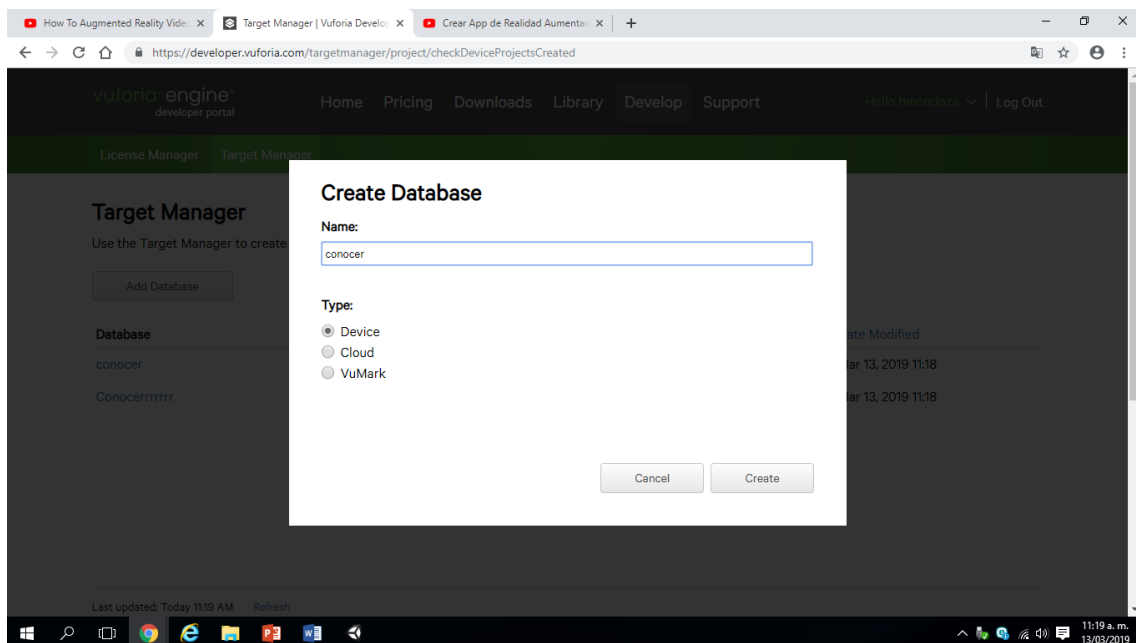 How To Augmented Reality Vide
Target Manager | Vuforia Develop
Crear App de Realidad Aumentad
https://developer.vuforia.com/targetmanager/project/checkDeviceProjectsCreated
vuforia engine™
developer portal
Home Pricing Downloads Library Develop Support
Hello hmendoza Log Out
License Manager Target Manager
Create Database
Target Manager
Name:
Use the Target Manager to create
conocer
Add Database
Type:
Device
Database
ate Modified
Cloud
conocer
ar 13, 2019 11:18
VuMark
Conocerrrrrrr
ar 13, 2019 11:18
Cancel Create
Last updated: Today 11:19 AM Refresh
11:19 a. m.
13/03/2019